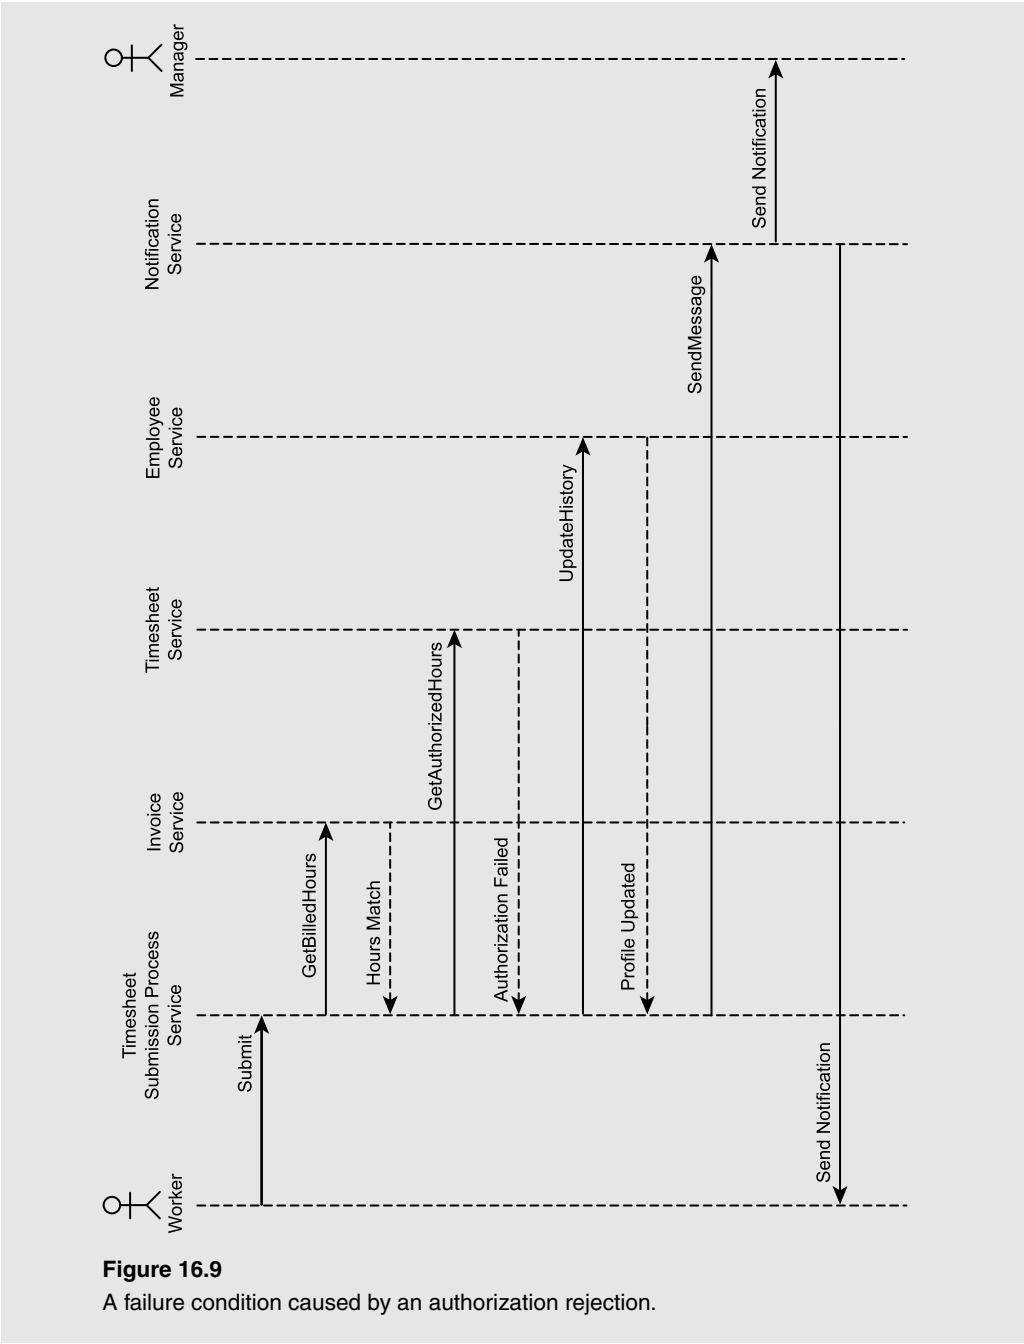 Worker
Timesheet
Submission Process
Service
Invoice
Service
Timesheet
Service
Employee
Service
Notification
Service
Manager
Submit
GetBilledHours
Hours Match
GetAuthorizedHours
Authorization Failed
UpdateHistory
Profile Updated
SendMessage
Send Notification
Send Notification
Figure 16.9
A failure condition caused by an authorization rejection.